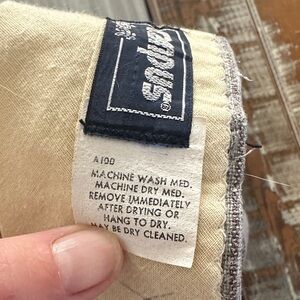 A100
MACHINE WASH MED.
MACHINE DRY MED.
REMOVE IMMEDIATELY
AFTER DRYING OR
HANG TO DRY.
MAY BE DRY CLEANED.